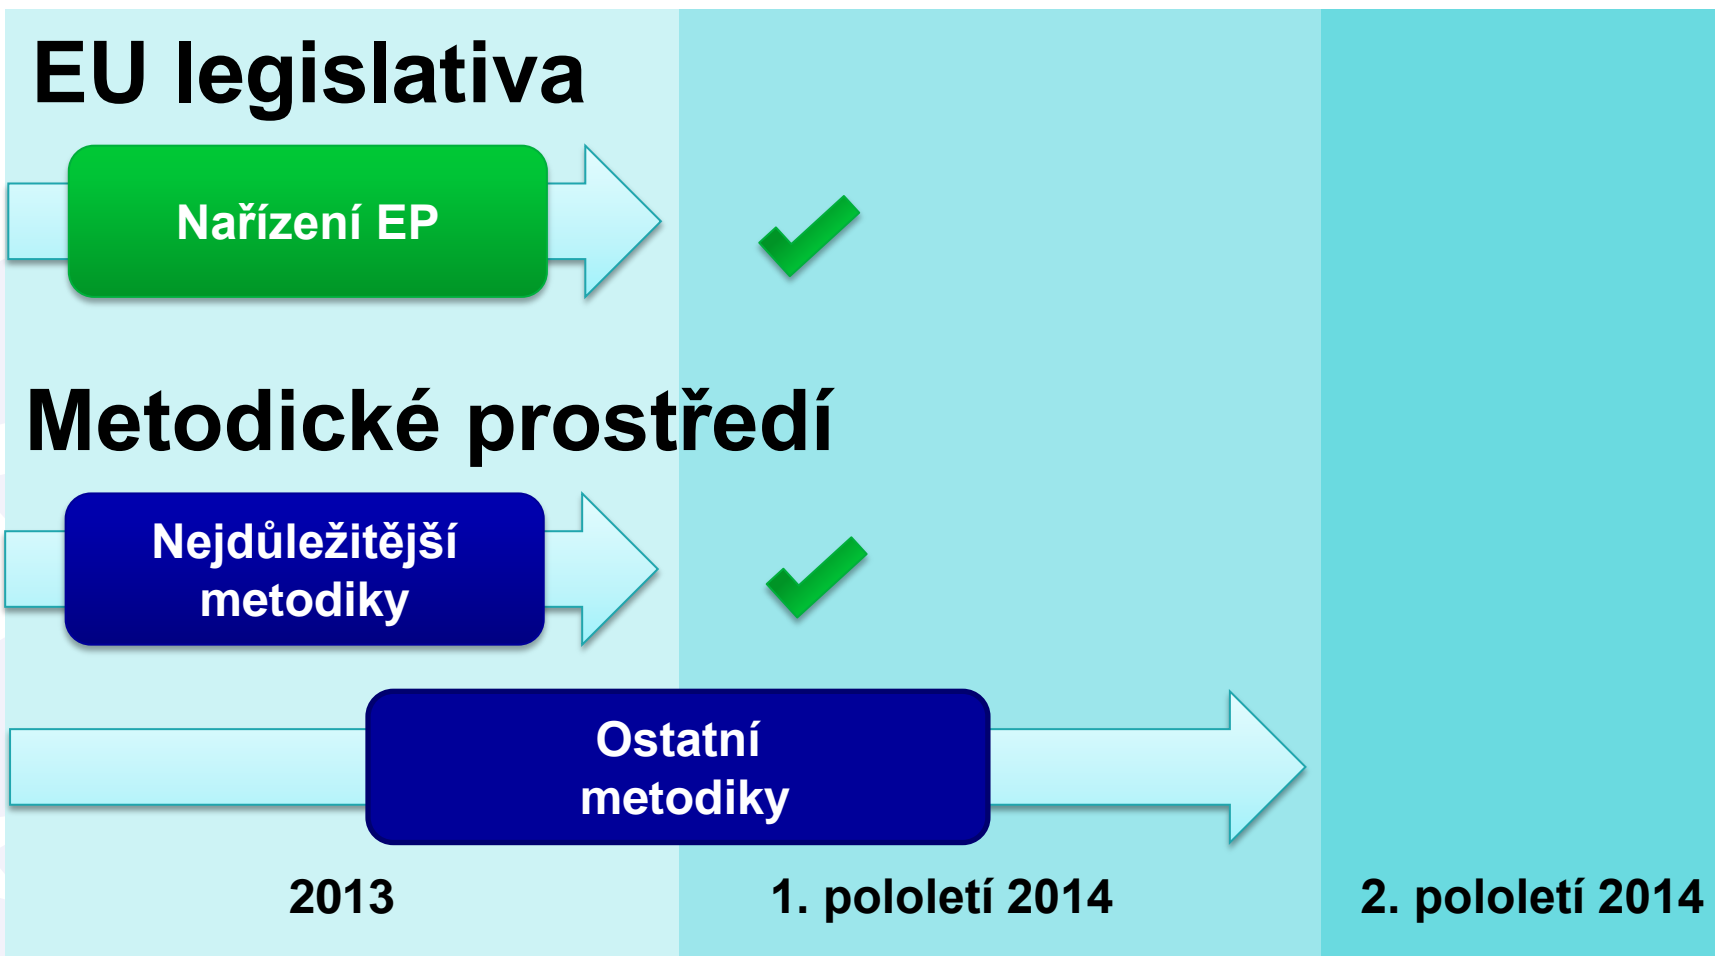 EU legislativa
Nařízení EP
Metodické prostředí
Nejdůležitější
metodiky
Ostatní
metodiky
2013
1. pololetí 2014
2. pololetí 2014